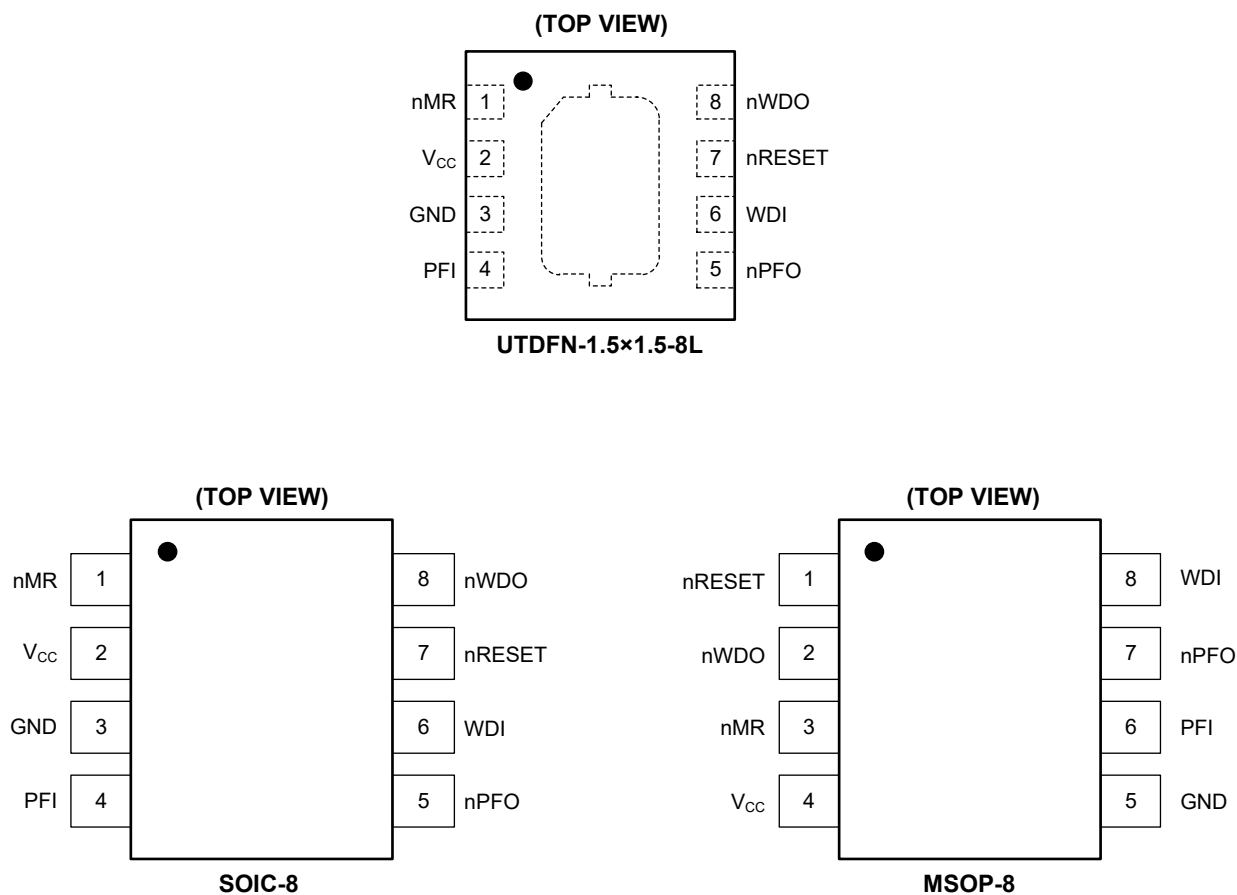 (TOP VIEW)
nMR 1 8 nWDO
VCC 2 7 nRESET
GND 3 6 WDI
PFI 4 5 nPFO
UTDFN-1.5×1.5-8L
(TOP VIEW)
nMR 1 8 nWDO
VCC 2 7 nRESET
GND 3 6 WDI
PFI 4 5 nPFO
SOIC-8
(TOP VIEW)
nRESET 1 8 WDI
nWDO 2 7 nPFO
nMR 3 6 PFI
VCC 4 5 GND
MSOP-8